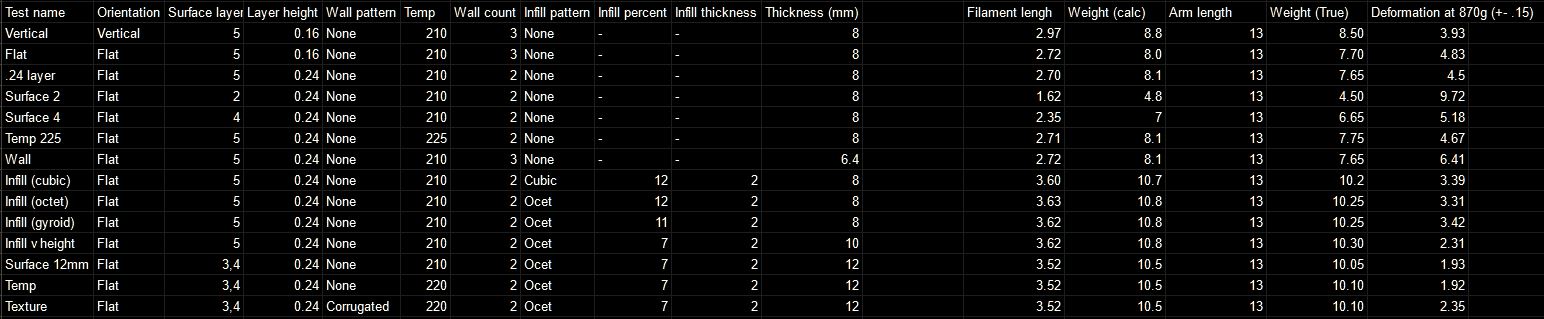 Test name Orientation Surface layer Layer height Wall pattern Temp Wall count Infill pattern Infill percent Infill thickness Thickness (mm) Filament lengh Weight (calc) Arm length Weight (True) Deformation at 870g (+- .15)
Vertical Vertical 5 0.16 None 210 3 None - - 8 2.97 8.8 13 8.50 3.93
Flat Flat 5 0.16 None 210 3 None - - 8 2.72 8.0 13 7.70 4.83
.24 layer Flat 5 0.24 None 210 2 None - - 8 2.70 8.1 13 7.65 4.5
Surface 2 Flat 2 0.24 None 210 2 None - - 8 1.62 4.8 13 4.50 9.72
Surface 4 Flat 4 0.24 None 210 2 None - - 8 2.35 7 13 6.65 5.18
Temp 225 Flat 5 0.24 None 225 2 None - - 8 2.71 8.1 13 7.75 4.67
Wall Flat 5 0.24 None 210 3 None - - 6.4 2.72 8.1 13 7.65 6.41
Infill (cubic) Flat 5 0.24 None 210 2 Cubic 12 2 8 3.60 10.7 13 10.2 3.39
Infill (octet) Flat 5 0.24 None 210 2 Ocet 12 2 8 3.63 10.8 13 10.25 3.31
Infill (gyroid) Flat 5 0.24 None 210 2 Ocet 11 2 8 3.62 10.8 13 10.25 3.42
Infill v height Flat 5 0.24 None 210 2 Ocet 7 2 10 3.62 10.8 13 10.30 2.31
Surface 12mm Flat 3,4 0.24 None 210 2 Ocet 7 2 12 3.52 10.5 13 10.05 1.93
Temp Flat 3,4 0.24 None 220 2 Ocet 7 2 12 3.52 10.5 13 10.10 1.92
Texture Flat 3,4 0.24 Corrugated 220 2 Ocet 7 2 12 3.52 10.5 13 10.10 2.35